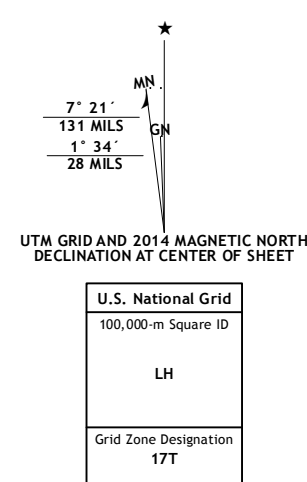 ★
MN
7° 21´
131 MILS
GN
1° 34´
28 MILS
UTM GRID AND 2014 MAGNETIC NORTH
DECLINATION AT CENTER OF SHEET
U.S. National Grid
100,000-m Square ID
LH
Grid Zone Designation
17T